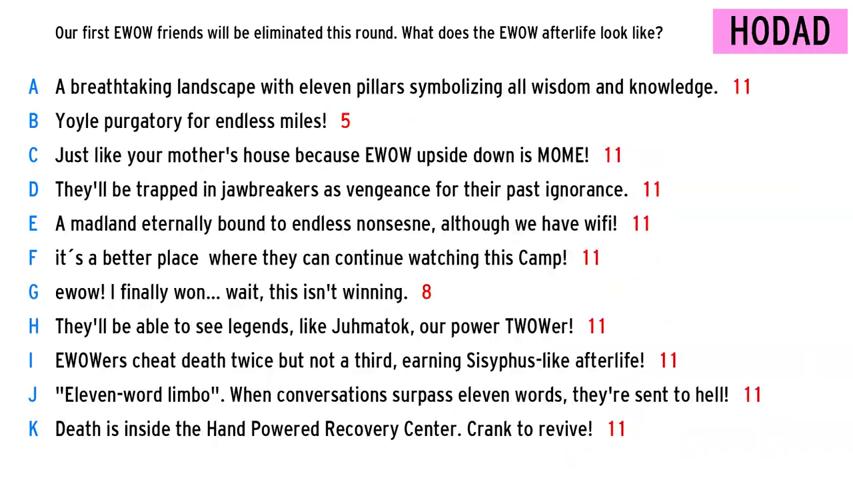 Our first EWOW friends will be eliminated this round. What does the EWOW afterlife look like?
HODAD
A A breathtaking landscape with eleven pillars symbolizing all wisdom and knowledge. 11
B Yoyle purgatory for endless miles! 5
C Just like your mother's house because EWOW upside down is MOME! 11
D They'll be trapped in jawbreakers as vengeance for their past ignorance. 11
E A madland eternally bound to endless nonsesne, although we have wifi! 11
F it´s a better place  where they can continue watching this Camp! 11
G ewow! I finally won... wait, this isn't winning. 8
H They'll be able to see legends, like Juhmatok, our power TWOWer! 11
I EWOWers cheat death twice but not a third, earning Sisyphus-like afterlife! 11
J "Eleven-word limbo". When conversations surpass eleven words, they're sent to hell! 11
K Death is inside the Hand Powered Recovery Center. Crank to revive! 11